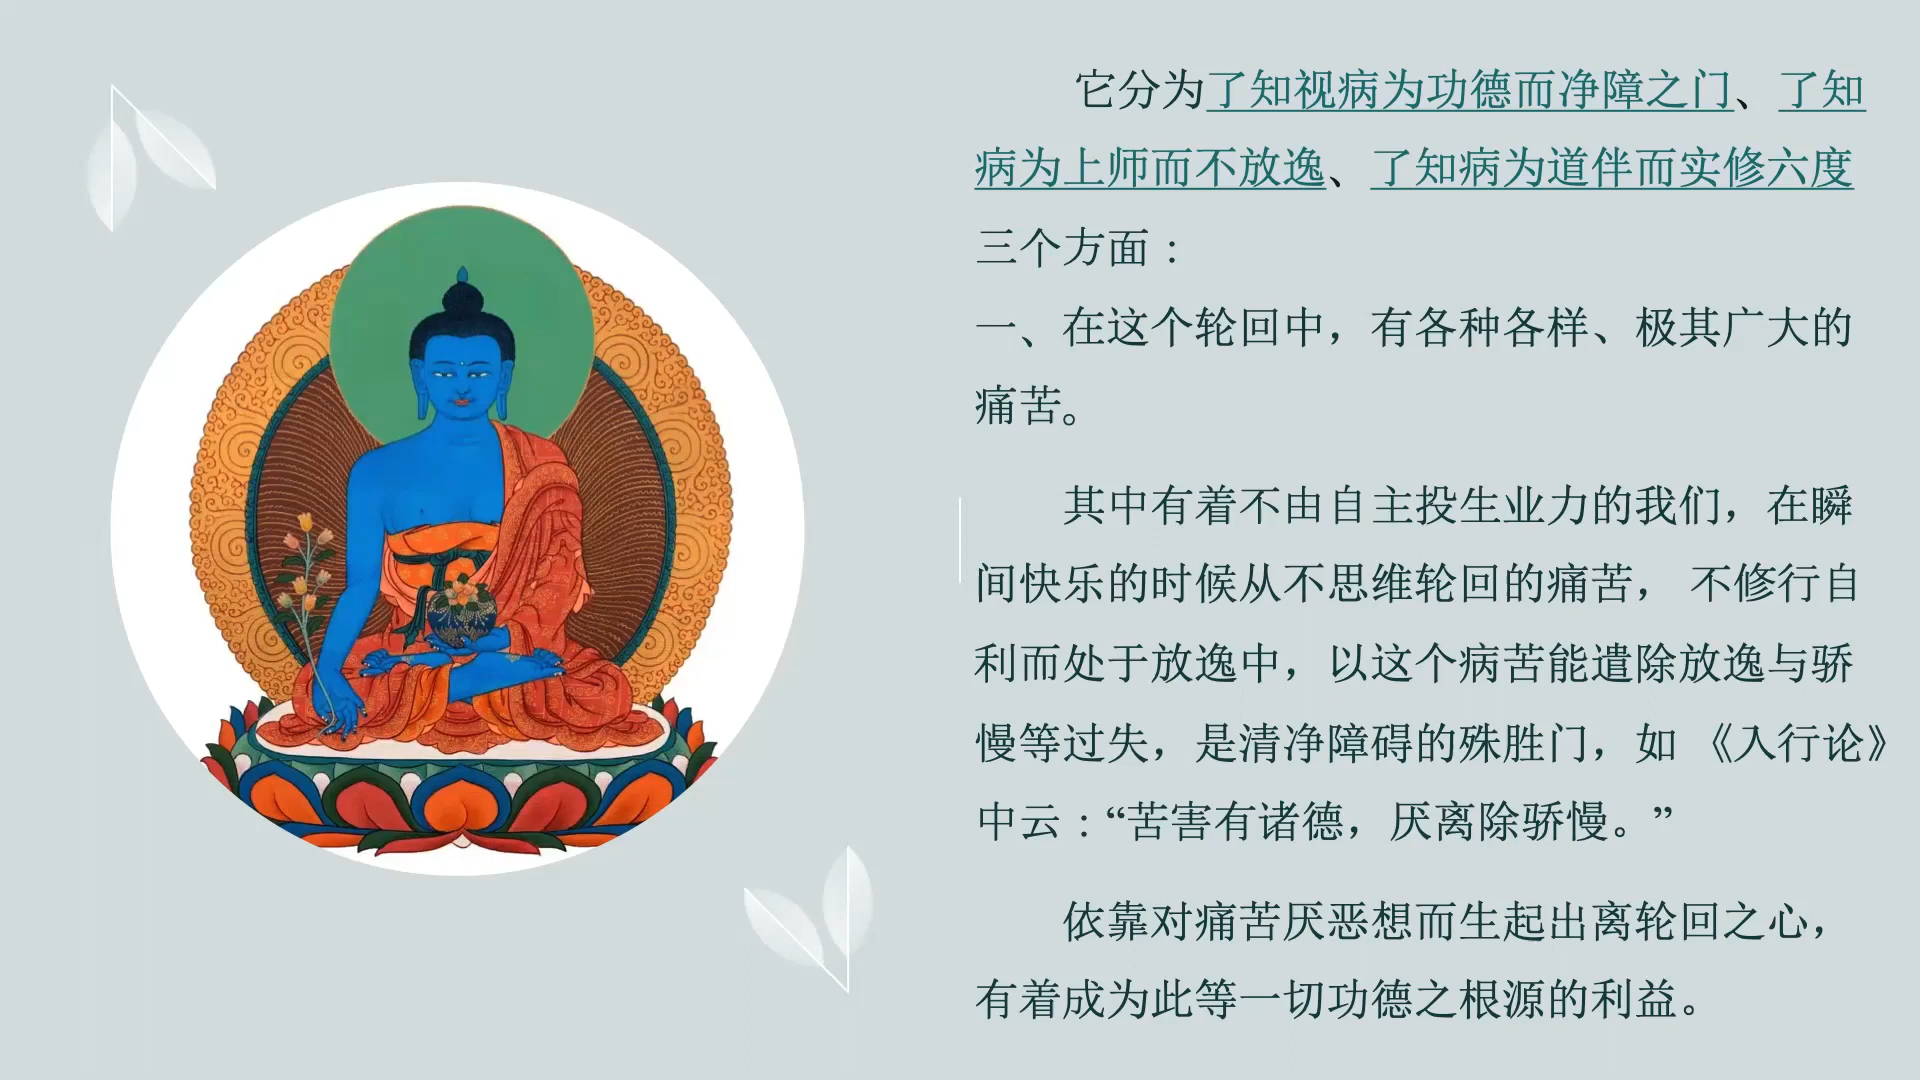 它分为了知视病为功德而净障之门、了知
病为上师而不放逸、了知病为道伴而实修六度
三个方面：
一、在这个轮回中，有各种各样、极其广大的
痛苦。
其中有着不由自主投生业力的我们，在瞬
间快乐的时候从不思维轮回的痛苦， 不修行自
利而处于放逸中，以这个病苦能遣除放逸与骄
慢等过失，是清净障碍的殊胜门，如 《入行论》
中云：“苦害有诸德，厌离除骄慢。”
依靠对痛苦厌恶想而生起出离轮回之心，
有着成为此等一切功德之根源的利益。